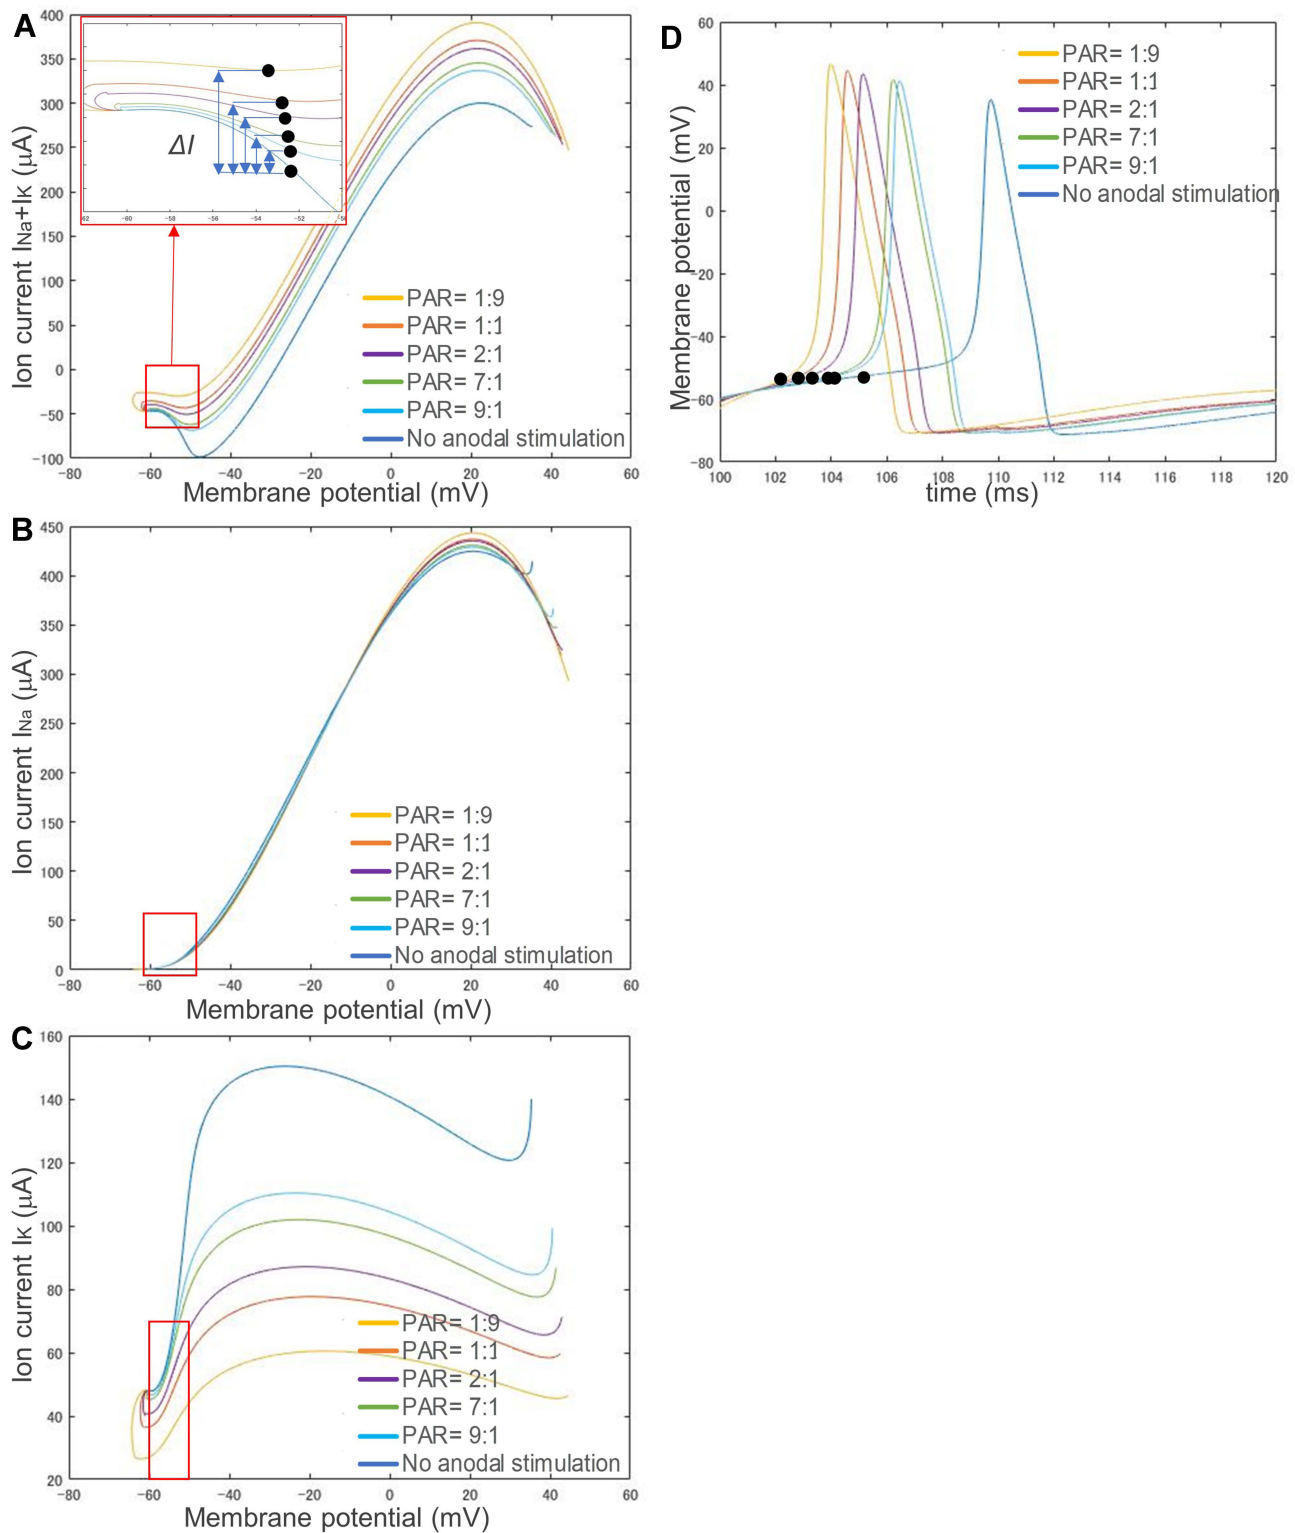 A
400
350
300
250
200
150
100
50
0
−50
−100
Ion current INa+IK (μA)
ΔI
−62 −60 −58 −56 −54 −52 −50
PAR= 1:9
PAR= 1:1
PAR= 2:1
PAR= 7:1
PAR= 9:1
No anodal stimulation
−80 −60 −40 −20 0 20 40 60
Membrane potential (mV)
D
60
40
20
0
−20
−40
−60
−80
Membrane potential (mV)
PAR= 1:9
PAR= 1:1
PAR= 2:1
PAR= 7:1
PAR= 9:1
No anodal stimulation
100 102 104 106 108 110 112 114 116 118 120
time (ms)
B
450
400
350
300
250
200
150
100
50
0
Ion current INa (μA)
PAR= 1:9
PAR= 1:1
PAR= 2:1
PAR= 7:1
PAR= 9:1
No anodal stimulation
−80 −60 −40 −20 0 20 40 60
Membrane potential (mV)
C
160
140
120
100
80
60
40
20
Ion current IK (μA)
PAR= 1:9
PAR= 1:1
PAR= 2:1
PAR= 7:1
PAR= 9:1
No anodal stimulation
−80 −60 −40 −20 0 20 40 60
Membrane potential (mV)